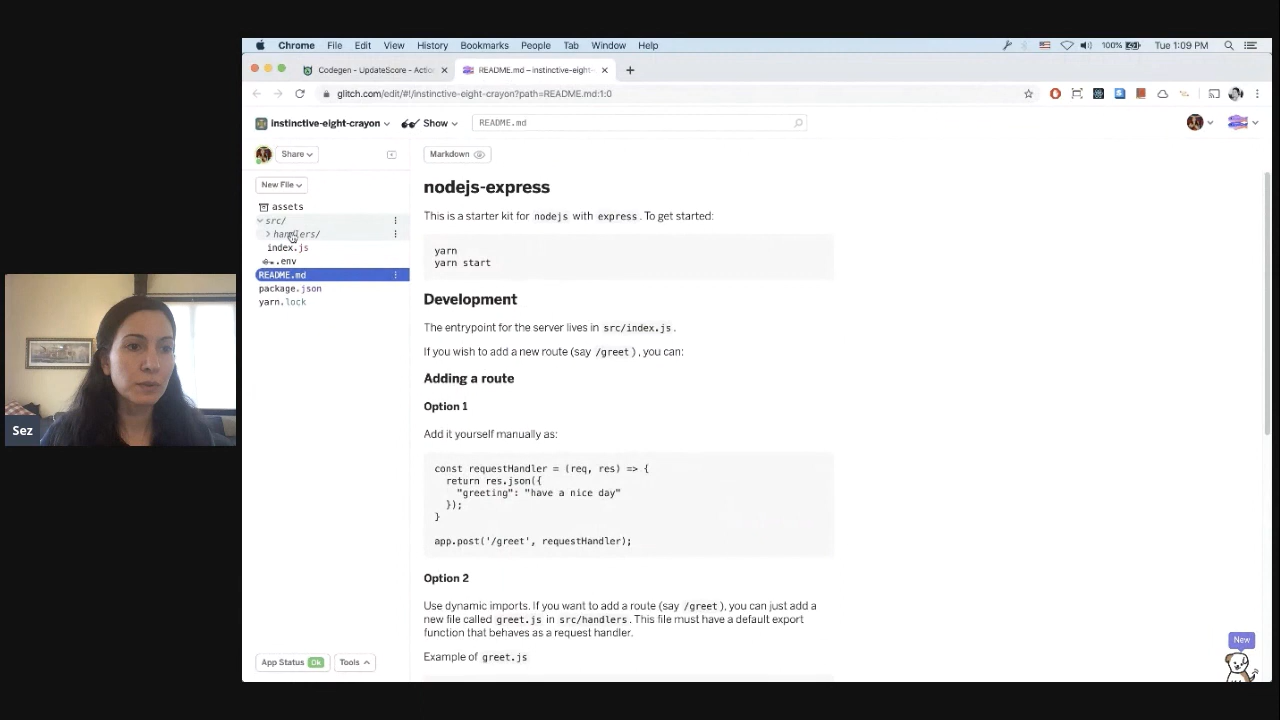 Chrome File Edit View History Bookmarks People Tab Window Help 100% Tue 1:09 PM
Codegen - UpdateScore - Actio
README.md – instinctive-eight-
glitch.com/edit/#!/instinctive-eight-crayon?path=README.md:1:0
instinctive-eight-crayon
Show
README.md
Share
Markdown
New File
assets
src/
handlers/
index.js
.env
README.md
package.json
yarn.lock
nodejs-express
This is a starter kit for nodejs with express. To get started:
yarn
yarn start
Development
The entrypoint for the server lives in src/index.js.
If you wish to add a new route (say /greet), you can:
Adding a route
Option 1
Add it yourself manually as:
const requestHandler = (req, res) => {
return res.json({
"greeting": "have a nice day"
});
}
app.post('/greet', requestHandler);
Option 2
Use dynamic imports. If you want to add a route (say /greet), you can just add a
new file called greet.js in src/handlers. This file must have a default export
function that behaves as a request handler.
Example of greet.js
Sez
App Status Ok
Tools
New